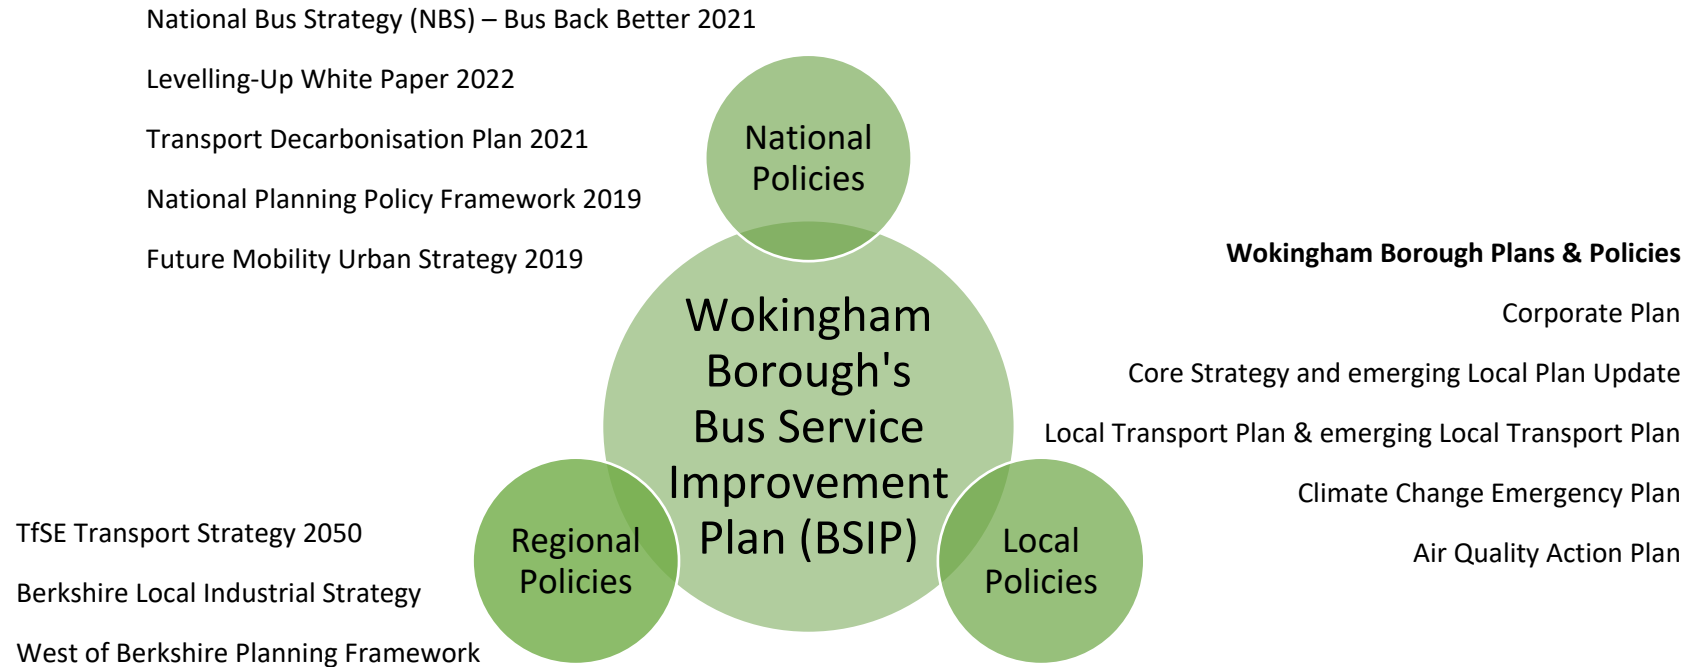 National Bus Strategy (NBS) – Bus Back Better 2021
Levelling-Up White Paper 2022
Transport Decarbonisation Plan 2021
National Planning Policy Framework 2019
Future Mobility Urban Strategy 2019
National
Policies
Wokingham
Borough's
Bus Service
Improvement
Plan (BSIP)
Wokingham Borough Plans & Policies
Corporate Plan
Core Strategy and emerging Local Plan Update
Local Transport Plan & emerging Local Transport Plan
Climate Change Emergency Plan
Air Quality Action Plan
Local
Policies
Regional
Policies
TfSE Transport Strategy 2050
Berkshire Local Industrial Strategy
West of Berkshire Planning Framework